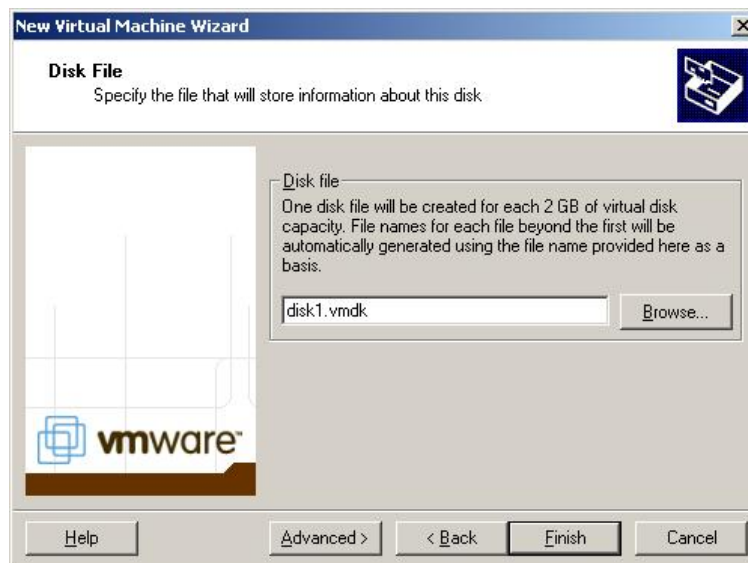 New Virtual Machine Wizard
Disk File
Specify the file that will store information about this disk
Disk file
One disk file will be created for each 2 GB of virtual disk
capacity. File names for each file beyond the first will be
automatically generated using the file name provided here as a
basis.
disk1.vmdk
Browse...
vmware™
Help
Advanced >
< Back
Finish
Cancel